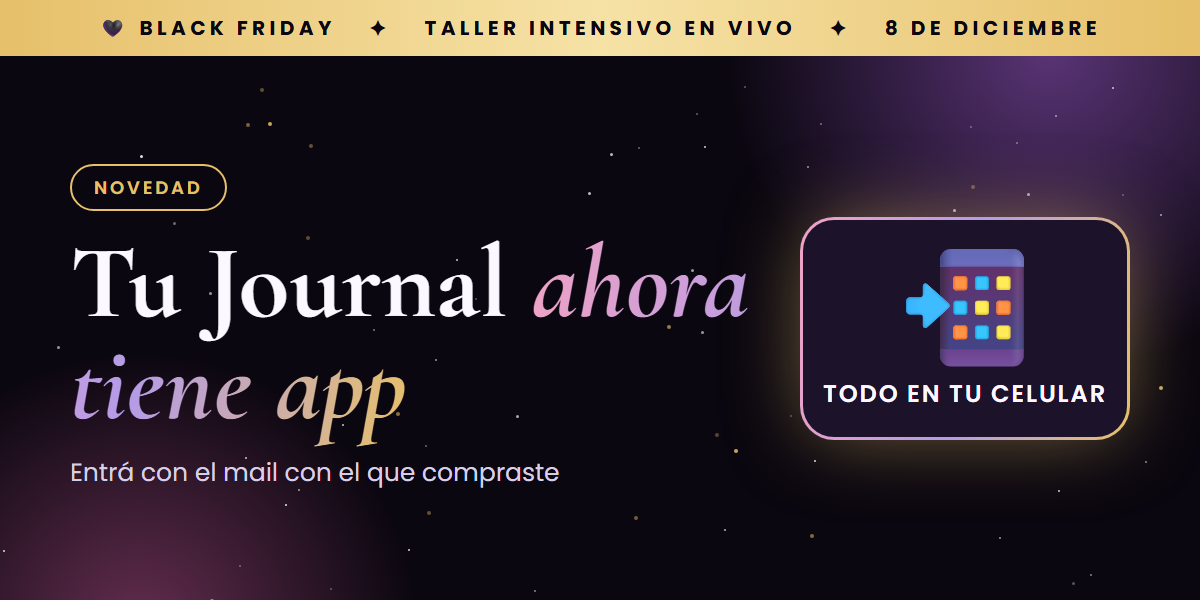 🖤 BLACK FRIDAY ✦ TALLER INTENSIVO EN VIVO ✦ 8 DE DICIEMBRE
NOVEDAD
Tu Journal ahora
tiene app
Entrá con el mail con el que compraste
TODO EN TU CELULAR